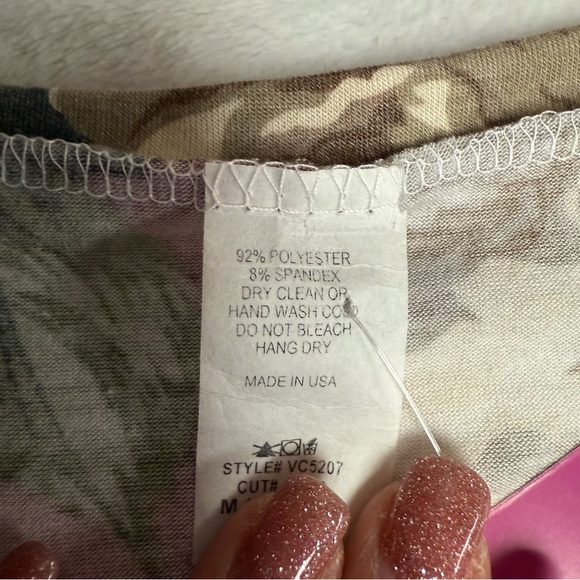 92% POLYESTER
8% SPANDEX
DRY CLEAN OR
HAND WASH COLD
DO NOT BLEACH
HANG DRY
MADE IN USA
STYLE# VC5207
CUT#
M